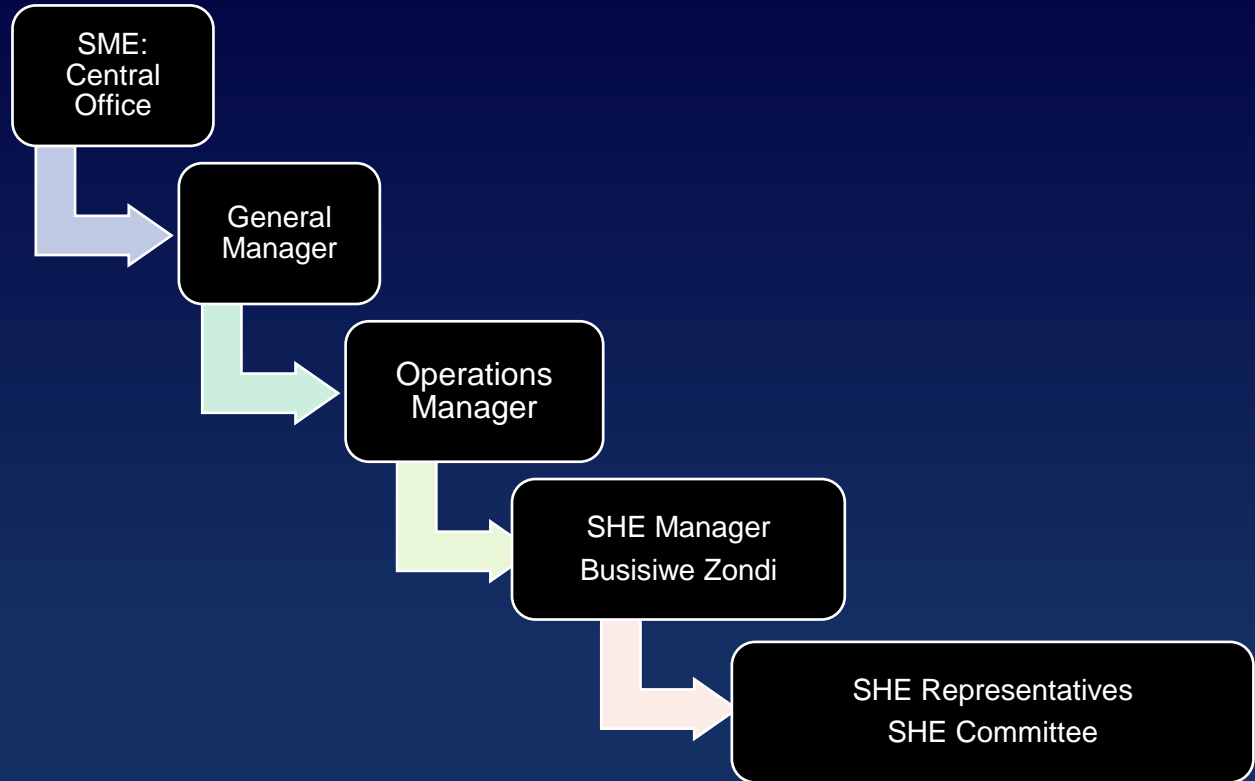 SME:
Central
Office
General
Manager
Operations
Manager
SHE Manager
Busisiwe Zondi
SHE Representatives
SHE Committee